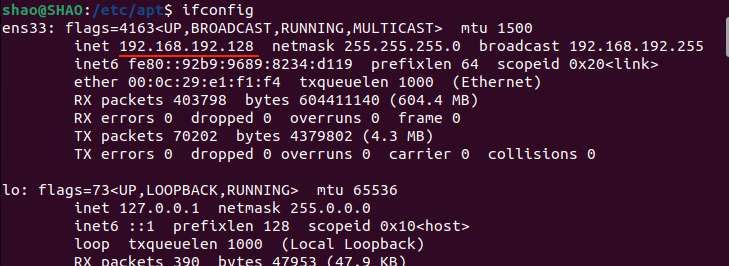 shao@SHAO:/etc/apt$ ifconfig
ens33: flags=4163<UP,BROADCAST,RUNNING,MULTICAST>  mtu 1500
        inet 192.168.192.128  netmask 255.255.255.0  broadcast 192.168.192.255
        inet6 fe80::92b9:9689:8234:d119  prefixlen 64  scopeid 0x20<link>
        ether 00:0c:29:e1:f1:f4  txqueuelen 1000  (Ethernet)
        RX packets 403798  bytes 604411140 (604.4 MB)
        RX errors 0  dropped 0  overruns 0  frame 0
        TX packets 70202  bytes 4379802 (4.3 MB)
        TX errors 0  dropped 0 overruns 0  carrier 0  collisions 0
lo: flags=73<UP,LOOPBACK,RUNNING>  mtu 65536
        inet 127.0.0.1  netmask 255.0.0.0
        inet6 ::1  prefixlen 128  scopeid 0x10<host>
        loop  txqueuelen 1000  (Local Loopback)
        RX packets 390  bytes 47953 (47.9 KB)